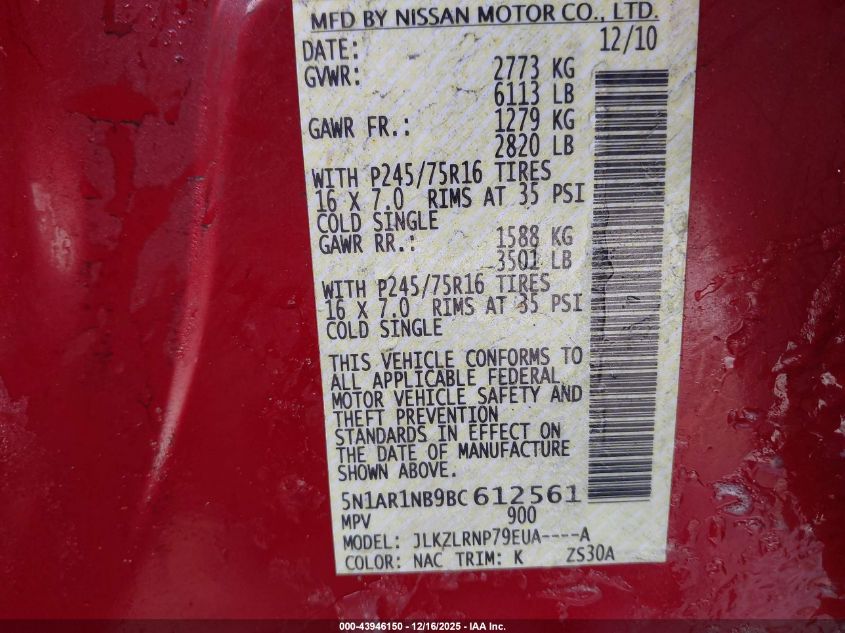 MFD BY NISSAN MOTOR CO., LTD.
DATE: 12/10
GVWR: 2773 KG
6113 LB
GAWR FR.: 1279 KG
2820 LB
WITH P245/75R16 TIRES
16 X 7.0 RIMS AT 35 PSI
COLD SINGLE
GAWR RR.: 1588 KG
3501 LB
WITH P245/75R16 TIRES
16 X 7.0 RIMS AT 35 PSI
COLD SINGLE
THIS VEHICLE CONFORMS TO
ALL APPLICABLE FEDERAL
MOTOR VEHICLE SAFETY AND
THEFT PREVENTION
STANDARDS IN EFFECT ON
THE DATE OF MANUFACTURE
SHOWN ABOVE.
5N1AR1NB9BC612561
MPV 900
MODEL: JLKZLRNP79EUA----A
COLOR: NAC TRIM: K ZS30A
000-43946150 - 12/16/2025 - IAA Inc.